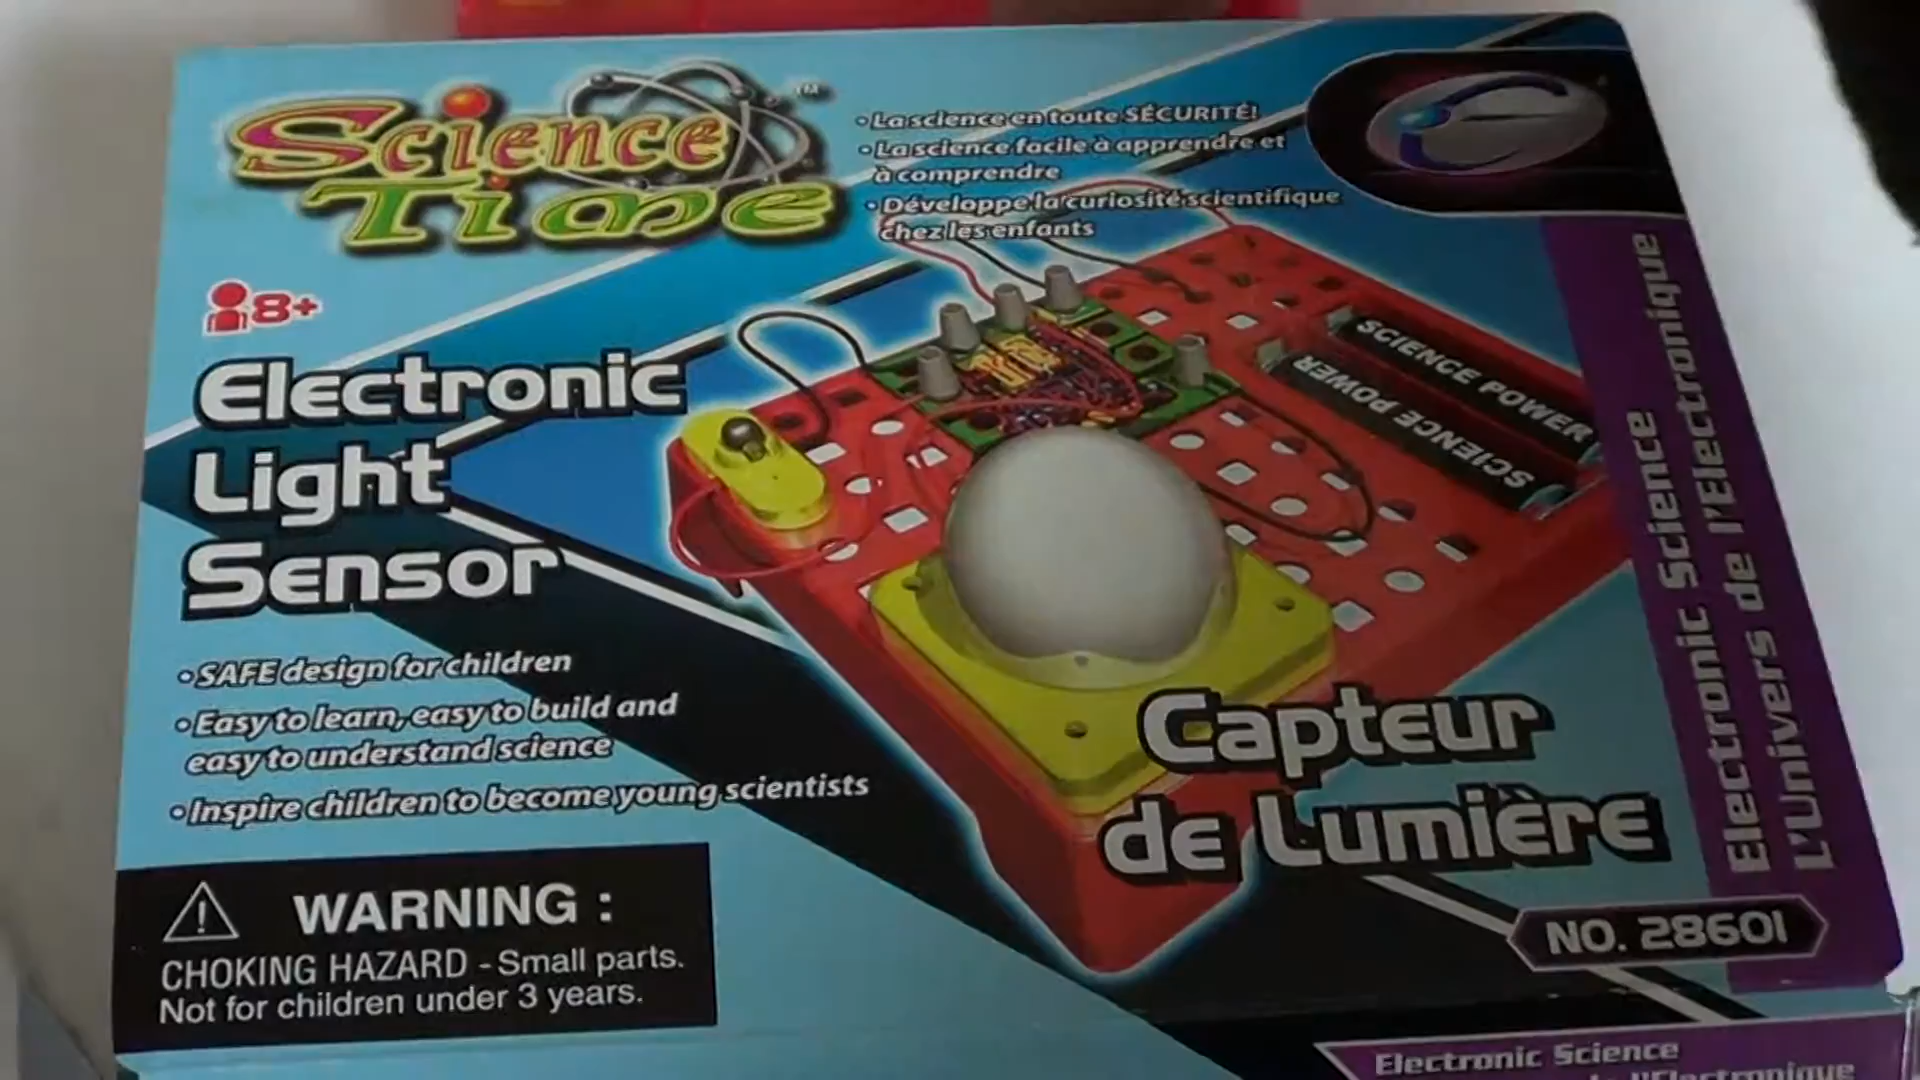 Science
Time
TM
• La science en toute SÉCURITÉ!
• La science facile à apprendre et
à comprendre
• Développe la curiosité scientifique
chez les enfants
8+
Electronic
Light
Sensor
• SAFE design for children
• Easy to learn, easy to build and
easy to understand science
• Inspire children to become young scientists
SCIENCE POWER
SCIENCE POWER
Capteur
de Lumière
Electronic Science
L'Univers de l'Electronique
NO. 28601
WARNING :
CHOKING HAZARD - Small parts.
Not for children under 3 years.
Electronic Science
de l'Electronique